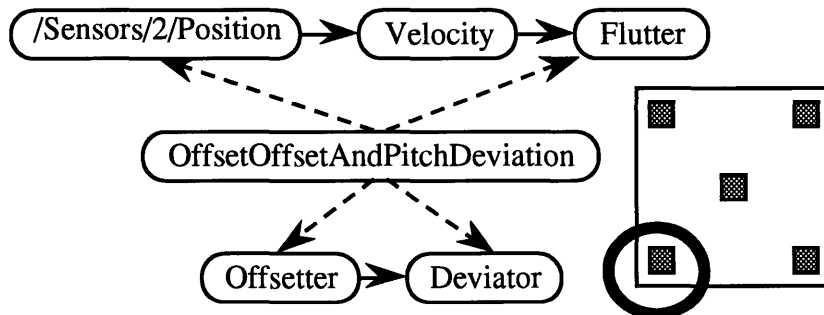 /Sensors/2/Position
Velocity
Flutter
OffsetOffsetAndPitchDeviation
Offsetter
Deviator